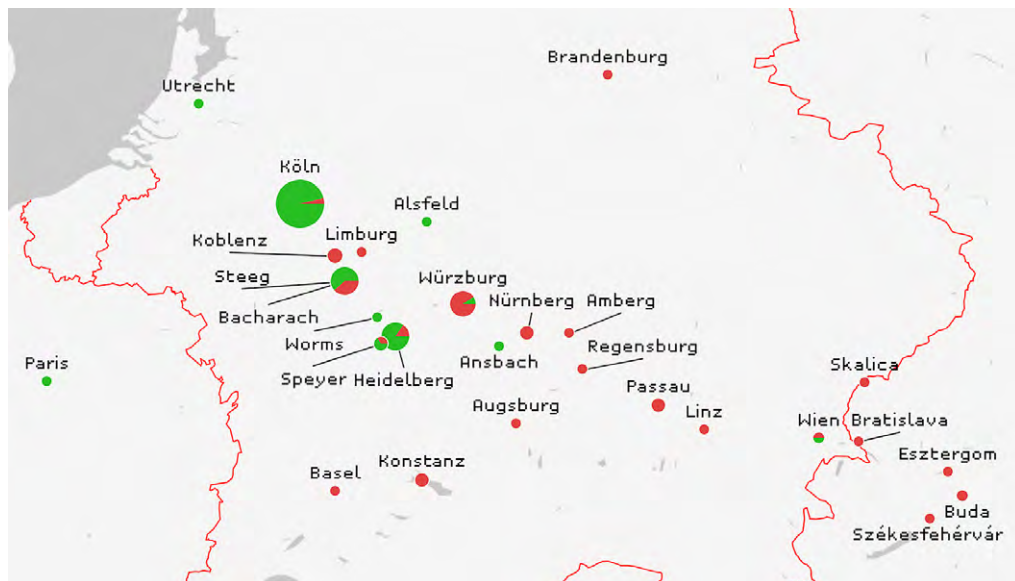 Brandenburg
Utrecht
Köln
Alsfeld
Koblenz
Limburg
Steeg
Würzburg
Nürnberg
Amberg
Bacharach
Worms
Ansbach
Regensburg
Paris
Speyer
Heidelberg
Skalica
Passau
Augsburg
Linz
Wien
Bratislava
Esztergom
Konstanz
Basel
Buda
Székesfehérvár